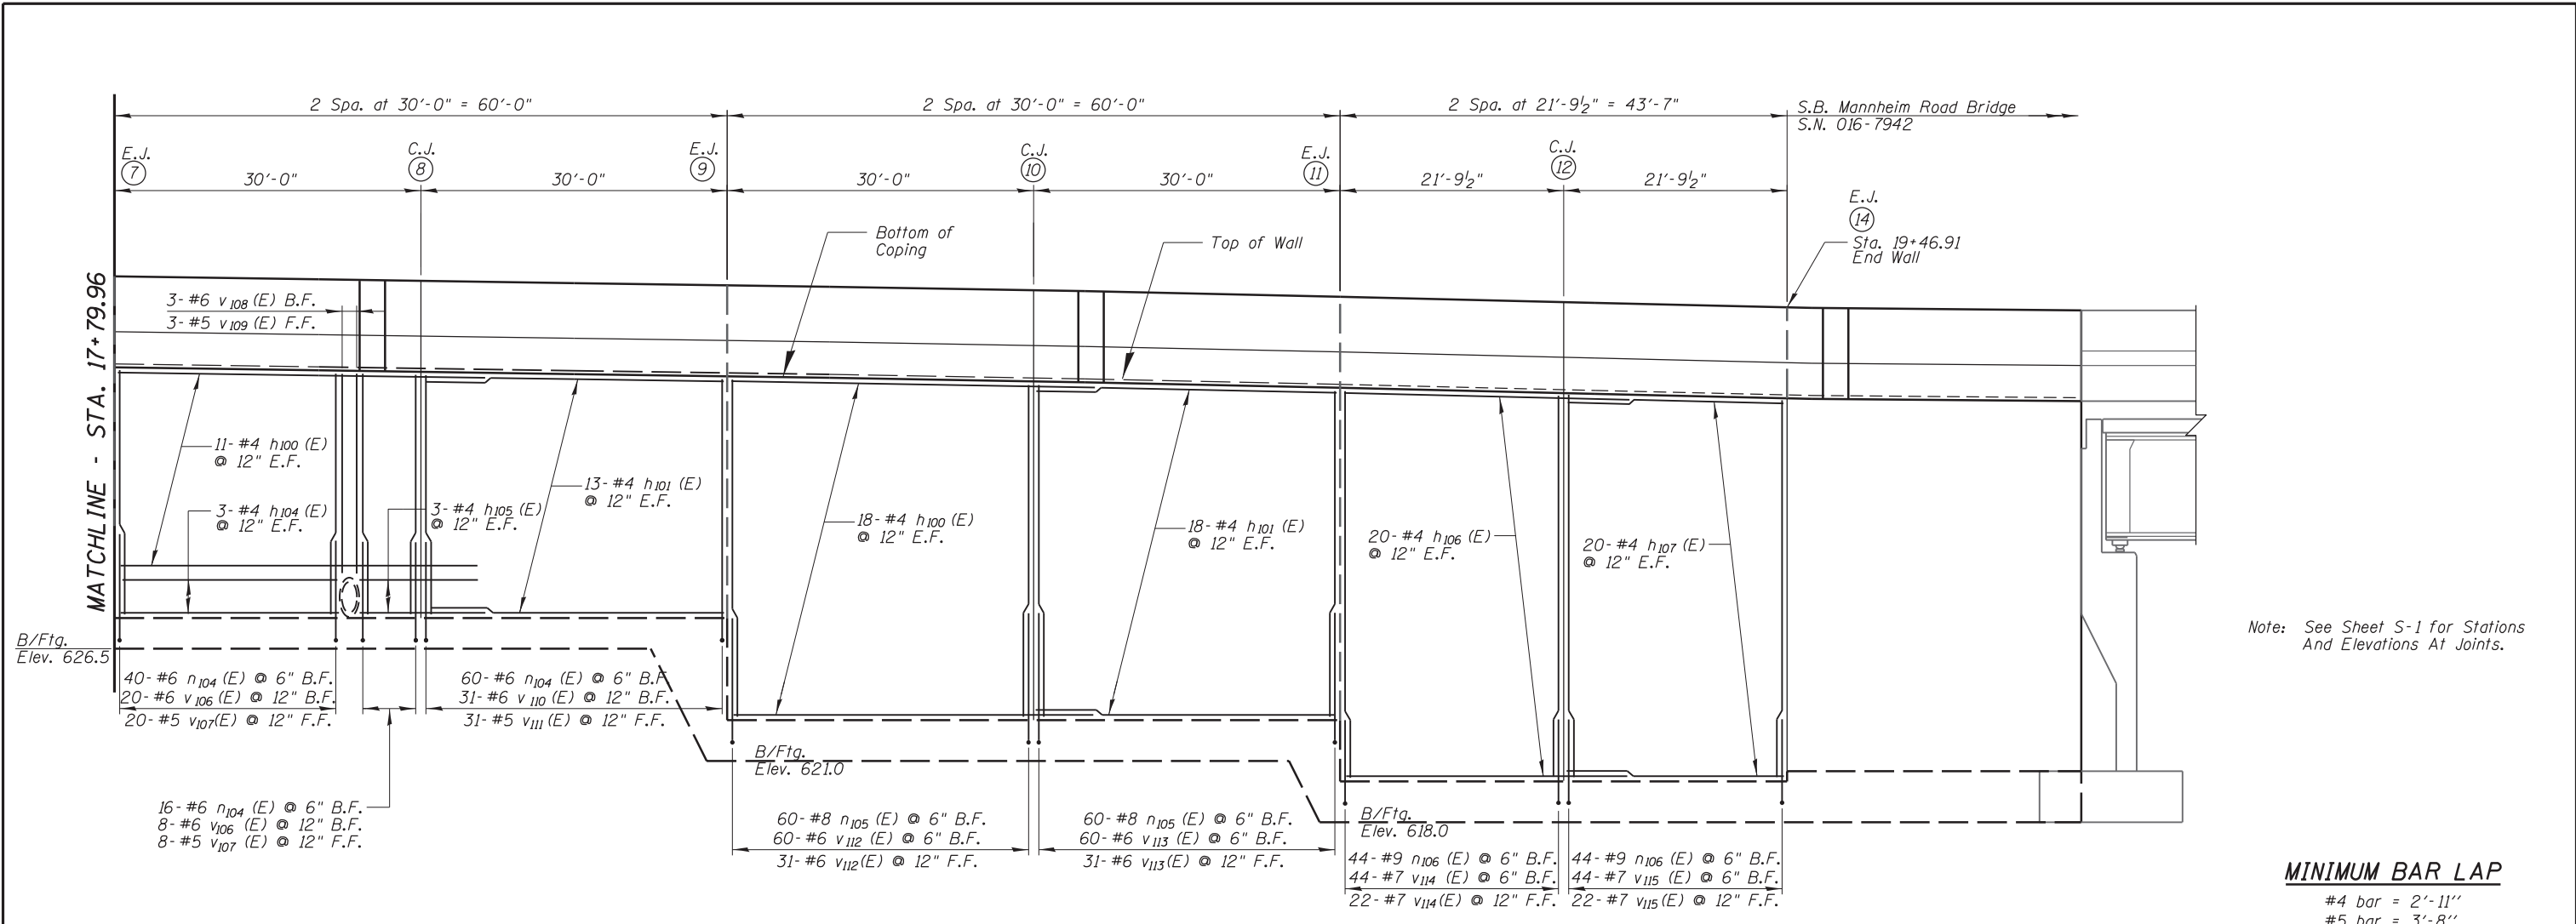 2 Spa. at 30'-0" = 60'-0"
2 Spa. at 30'-0" = 60'-0"
2 Spa. at 21'-9½" = 43'-7"
S.B. Mannheim Road Bridge
S.N. 016-7942
E.J.
7
C.J.
8
E.J.
9
C.J.
10
E.J.
11
C.J.
12
30'-0"
30'-0"
30'-0"
30'-0"
21'-9½"
21'-9½"
E.J.
14
Sta. 19+46.91
End Wall
Bottom of
Coping
Top of Wall
MATCHLINE - STA. 17+79.96
3-#6 v108 (E) B.F.
3-#5 v109 (E) F.F.
11-#4 h100 (E)
@ 12" E.F.
3-#4 h104 (E)
@ 12" E.F.
3-#4 h105 (E)
@ 12" E.F.
13-#4 h101 (E)
@ 12" E.F.
18-#4 h100 (E)
@ 12" E.F.
18-#4 h101 (E)
@ 12" E.F.
20-#4 h106 (E)
@ 12" E.F.
20-#4 h107 (E)
@ 12" E.F.
Note: See Sheet S-1 for Stations
And Elevations At Joints.
B/Ftg.
Elev. 626.5
40-#6 n104 (E) @ 6" B.F.
20-#6 v106 (E) @ 12" B.F.
20-#5 v107(E) @ 12" F.F.
60-#6 n104 (E) @ 6" B.F.
31-#6 v110 (E) @ 12" B.F.
31-#5 v111 (E) @ 12" F.F.
16-#6 n104 (E) @ 6" B.F.
8-#6 v106 (E) @ 12" B.F.
8-#5 v107 (E) @ 12" F.F.
B/Ftg.
Elev. 621.0
60-#8 n105 (E) @ 6" B.F.
60-#6 v112 (E) @ 6" B.F.
31-#6 v112(E) @ 12" F.F.
60-#8 n105 (E) @ 6" B.F.
60-#6 v113 (E) @ 6" B.F.
31-#6 v113(E) @ 12" F.F.
B/Ftg.
Elev. 618.0
44-#9 n106 (E) @ 6" B.F.
44-#7 v114 (E) @ 6" B.F.
22-#7 v114(E) @ 12" F.F.
44-#9 n106 (E) @ 6" B.F.
44-#7 v115 (E) @ 6" B.F.
22-#7 v115(E) @ 12" F.F.
MINIMUM BAR LAP
#4 bar = 2'-11''
#5 bar = 3'-8''